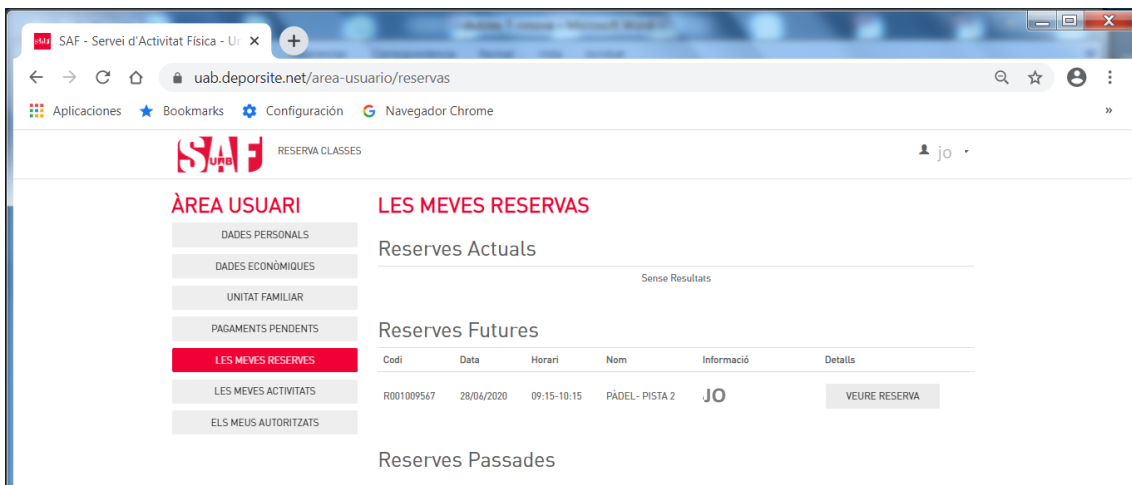 SAF - Servei d'Activitat Física - Un
uab.deporsite.net/area-usuario/reservas
Aplicaciones Bookmarks Configuración G Navegador Chrome »
SAF UAB RESERVA CLASSES jo
ÀREA USUARI
LES MEVES RESERVAS
DADES PERSONALS
Reserves Actuals
DADES ECONÒMIQUES
Sense Resultats
UNITAT FAMILIAR
PAGAMENTS PENDENTS
Reserves Futures
LES MEVES RESERVES
Codi Data Horari Nom Informació Detalls
LES MEVES ACTIVITATS
R001009567 28/06/2020 09:15-10:15 PÀDEL- PISTA 2 JO VEURE RESERVA
ELS MEUS AUTORITZATS
Reserves Passades